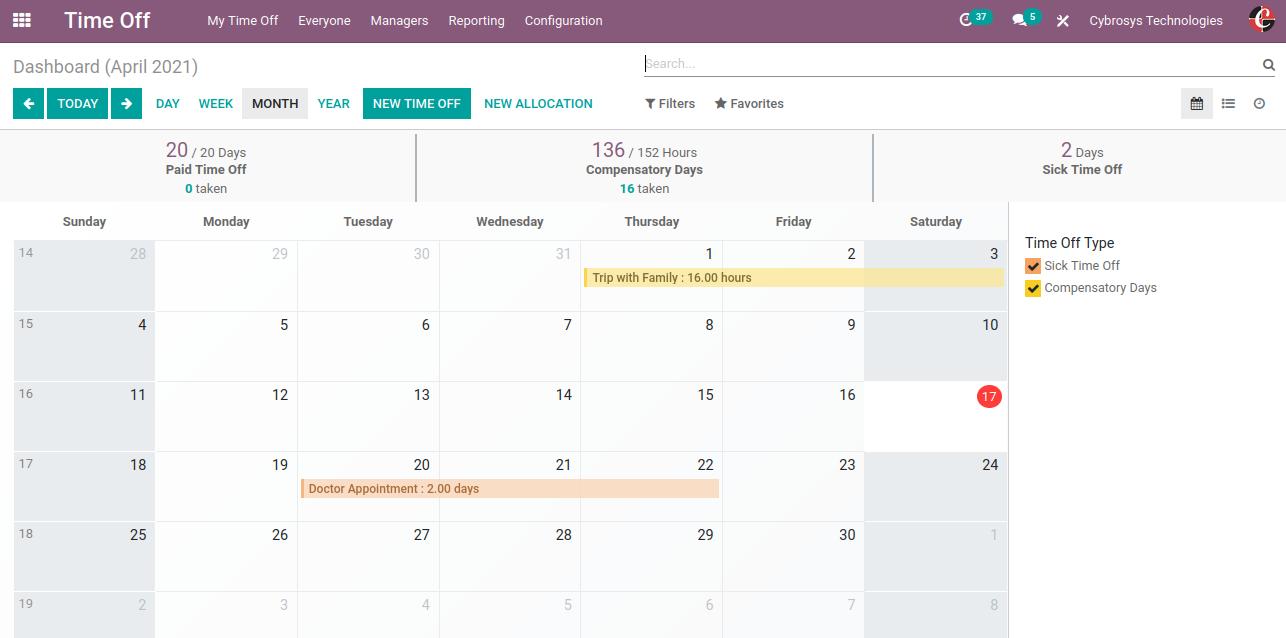 Time Off My Time Off Everyone Managers Reporting Configuration 37 5 Cybrosys Technologies
Dashboard (April 2021) Search...
TODAY DAY WEEK MONTH YEAR NEW TIME OFF NEW ALLOCATION Filters Favorites
20 / 20 Days 136 / 152 Hours 2 Days
Paid Time Off Compensatory Days Sick Time Off
0 taken 16 taken
Sunday Monday Tuesday Wednesday Thursday Friday Saturday
Time Off Type
Sick Time Off
Compensatory Days
14 28 29 30 31 1 2 3
Trip with Family : 16.00 hours
15 4 5 6 7 8 9 10
16 11 12 13 14 15 16 17
17 18 19 20 21 22 23 24
Doctor Appointment : 2.00 days
18 25 26 27 28 29 30 1
19 2 3 4 5 6 7 8